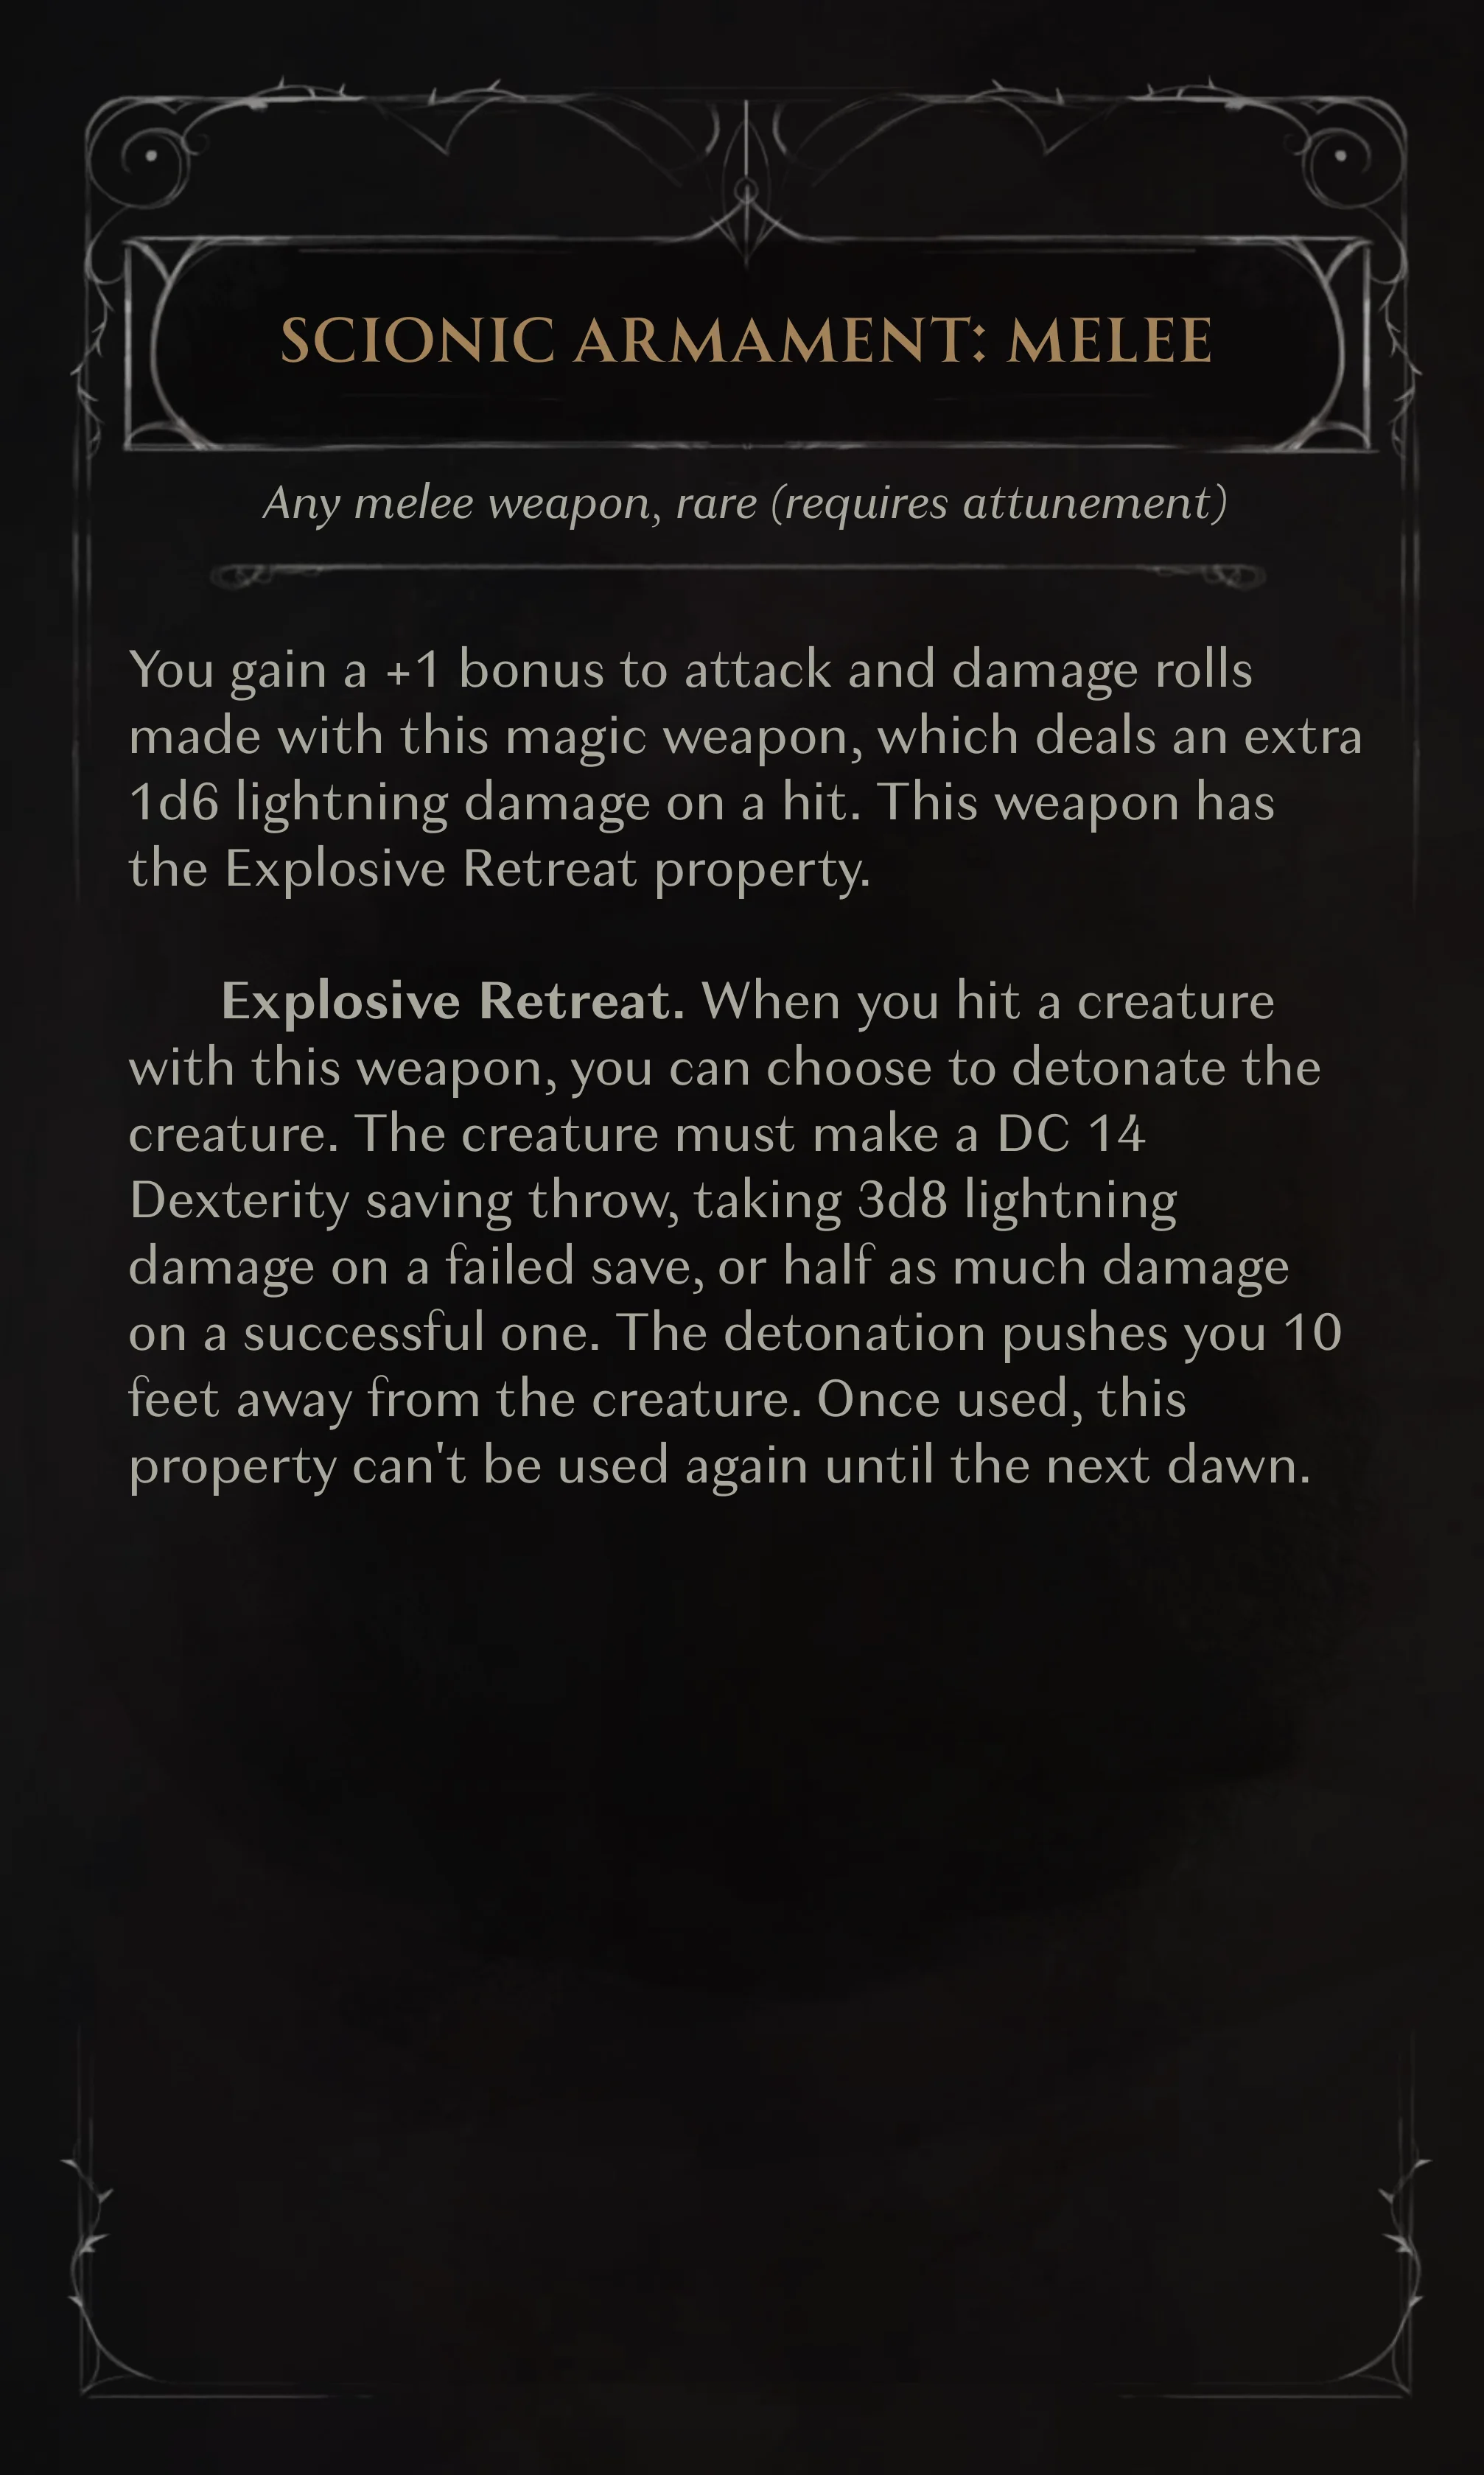 SCIONIC ARMAMENT: MELEE
Any melee weapon, rare (requires attunement)
You gain a +1 bonus to attack and damage rolls
made with this magic weapon, which deals an extra
1d6 lightning damage on a hit. This weapon has
the Explosive Retreat property.
Explosive Retreat. When you hit a creature
with this weapon, you can choose to detonate the
creature. The creature must make a DC 14
Dexterity saving throw, taking 3d8 lightning
damage on a failed save, or half as much damage
on a successful one. The detonation pushes you 10
feet away from the creature. Once used, this
property can't be used again until the next dawn.